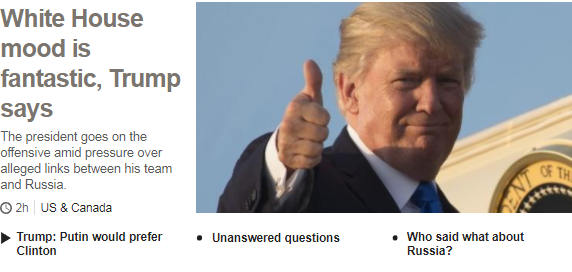 White House
mood is
fantastic, Trump
says
The president goes on the
offensive amid pressure over
alleged links between his team
and Russia.
2h US & Canada
ENT OF TH
Trump: Putin would prefer
Clinton
Unanswered questions
Who said what about
Russia?